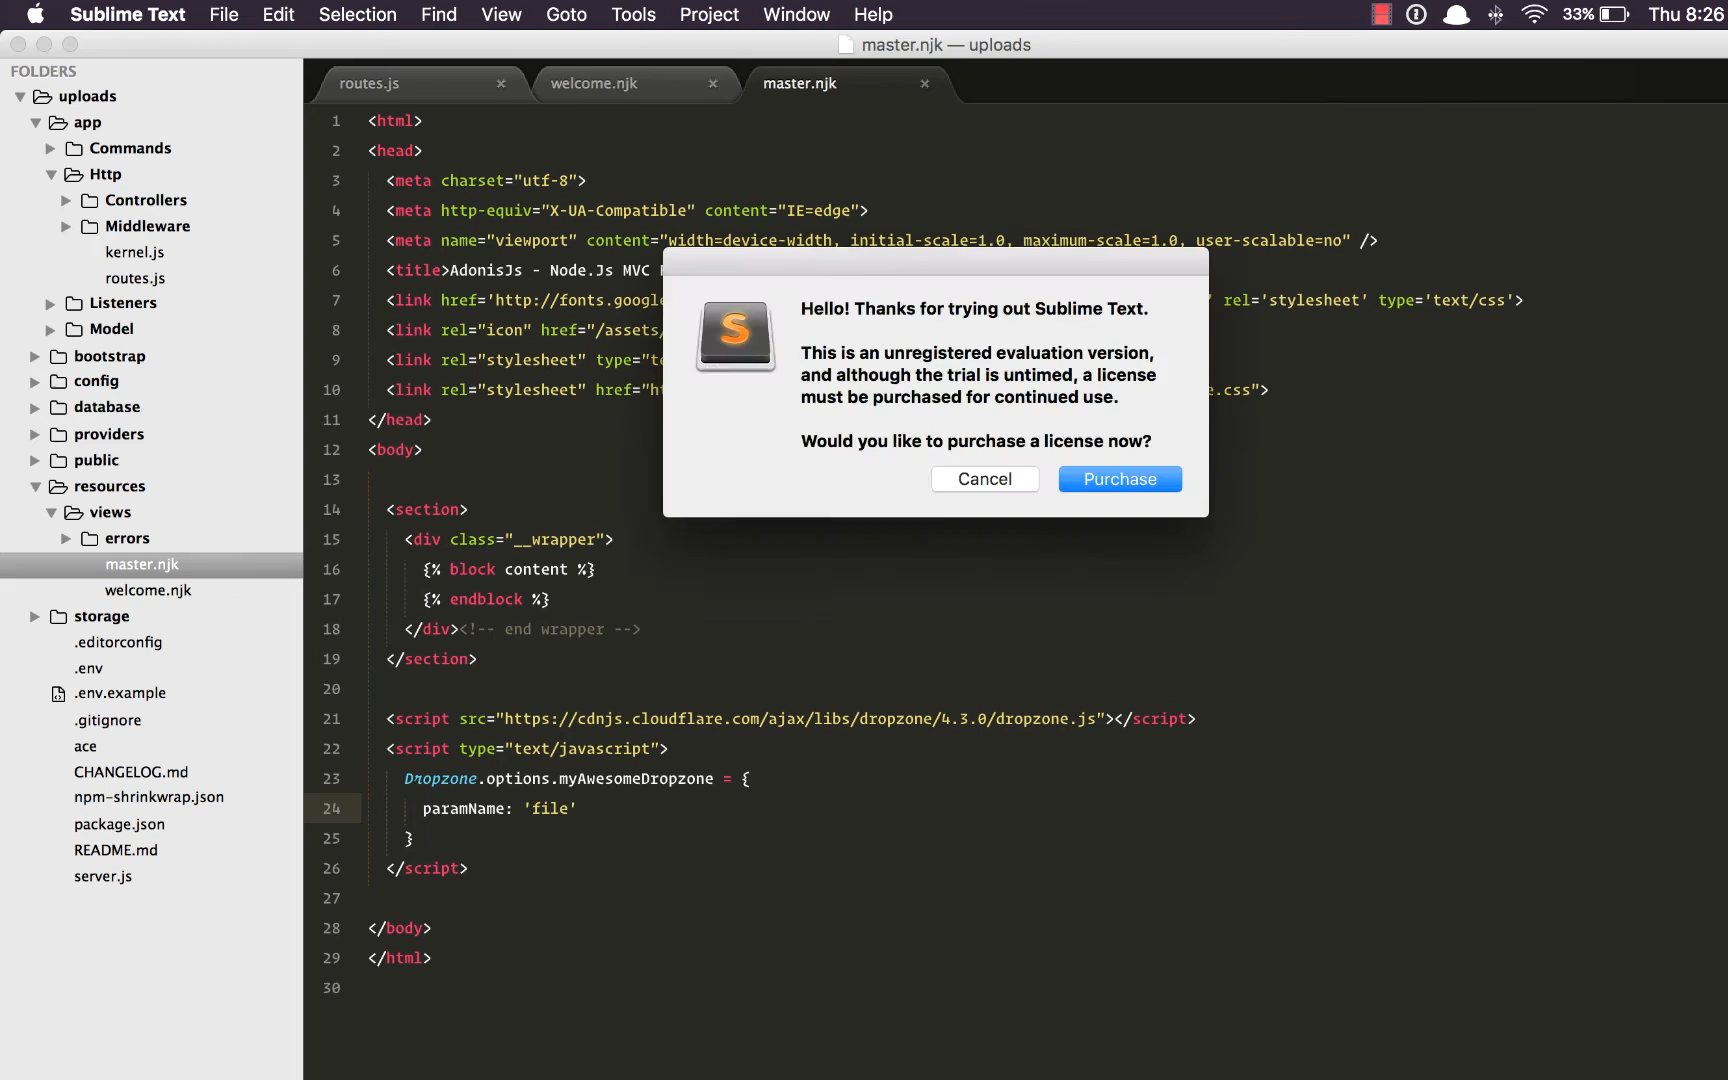 Sublime Text File Edit Selection Find View Goto Tools Project Window Help 33% Thu 8:26
master.njk — uploads
FOLDERS
uploads
app
Commands
Http
Controllers
Middleware
kernel.js
routes.js
Listeners
Model
bootstrap
config
database
providers
public
resources
views
errors
master.njk
welcome.njk
storage
.editorconfig
.env
.env.example
.gitignore
ace
CHANGELOG.md
npm-shrinkwrap.json
package.json
README.md
server.js
routes.js × welcome.njk × master.njk ×
1 <html>
2 <head>
3 <meta charset="utf-8">
4 <meta http-equiv="X-UA-Compatible" content="IE=edge">
5 <meta name="viewport" content="width=device-width, initial-scale=1.0, maximum-scale=1.0, user-scalable=no" />
6 <title>AdonisJs - Node.Js MVC
7 <link href='http://fonts.google ' rel='stylesheet' type='text/css'>
8 <link rel="icon" href="/assets/
9 <link rel="stylesheet" type="te
10 <link rel="stylesheet" href="ht e.css">
11 </head>
12 <body>
13
14 <section>
15 <div class="__wrapper">
16 {% block content %}
17 {% endblock %}
18 </div><!-- end wrapper -->
19 </section>
20
21 <script src="https://cdnjs.cloudflare.com/ajax/libs/dropzone/4.3.0/dropzone.js"></script>
22 <script type="text/javascript">
23 Dropzone.options.myAwesomeDropzone = {
24 paramName: 'file'
25 }
26 </script>
27
28 </body>
29 </html>
30
Hello! Thanks for trying out Sublime Text.
This is an unregistered evaluation version,
and although the trial is untimed, a license
must be purchased for continued use.
Would you like to purchase a license now?
Cancel Purchase